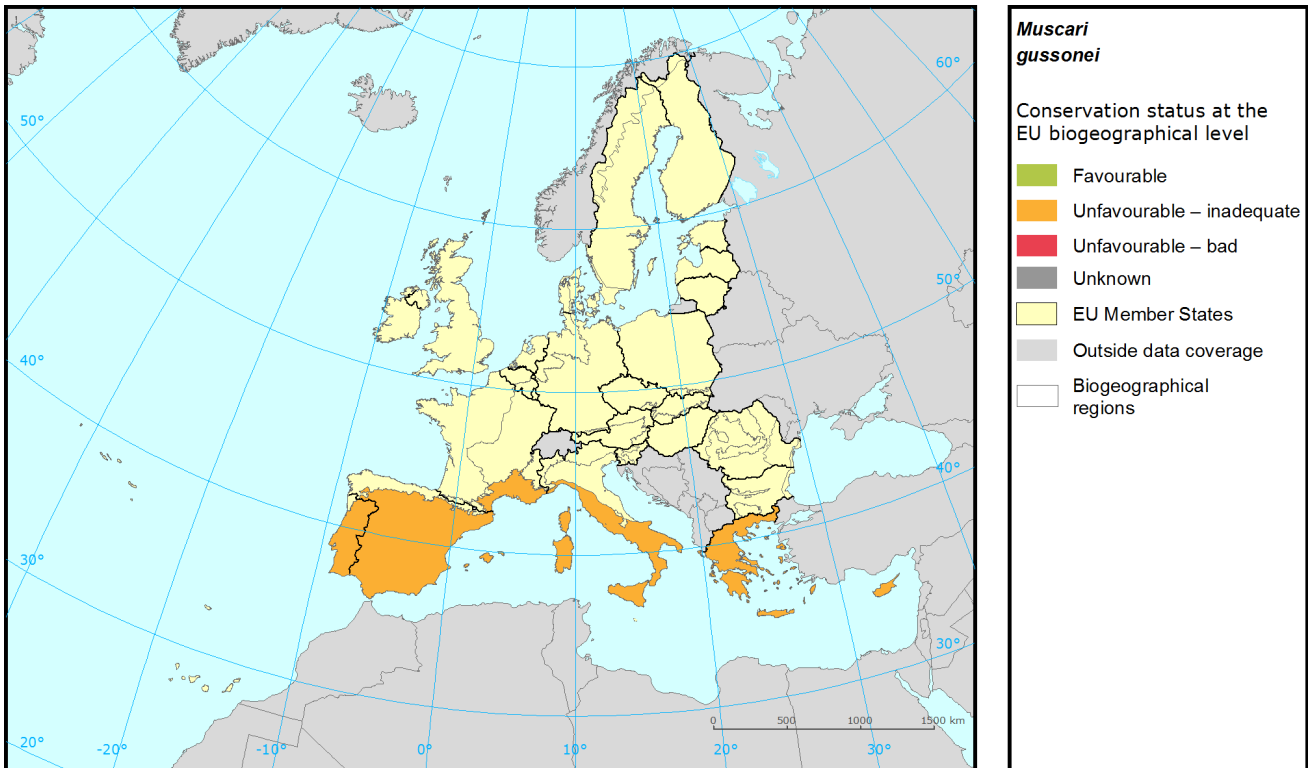 Muscari
gussonei
Conservation status at the
EU biogeographical level
Favourable
Unfavourable – inadequate
Unfavourable – bad
Unknown
EU Member States
Outside data coverage
Biogeographical
regions
60°
50°
50°
40°
40°
30°
30°
0 500 1000 1500 km
20° -20° -10° 0° 10° 20° 30°